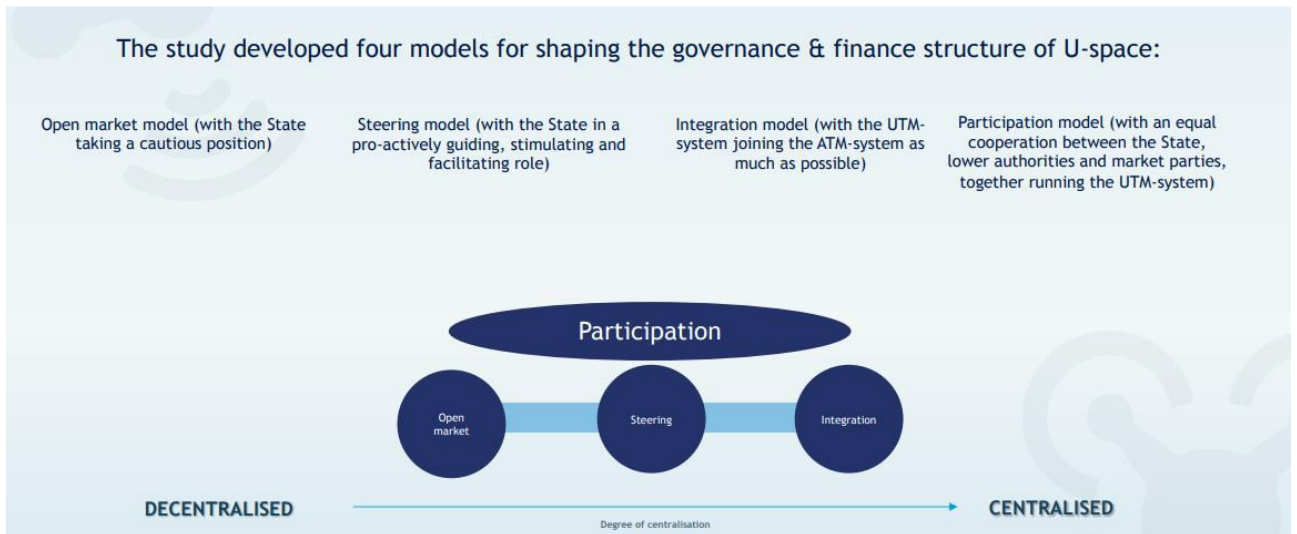 The study developed four models for shaping the governance & finance structure of U-space:
Open market model (with the State
taking a cautious position)
Steering model (with the State in a
pro-actively guiding, stimulating and
facilitating role)
Integration model (with the UTM-
system joining the ATM-system as
much as possible)
Participation model (with an equal
cooperation between the State,
lower authorities and market parties,
together running the UTM-system)
Participation
Open
market
Steering
Integration
DECENTRALISED
Degree of centralisation
CENTRALISED